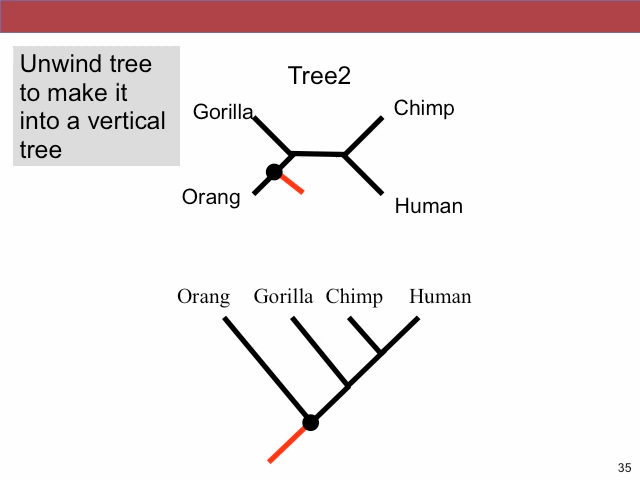 Unwind tree
to make it
into a vertical
tree
Tree2
Gorilla
Chimp
Orang
Human
Orang Gorilla Chimp Human
35